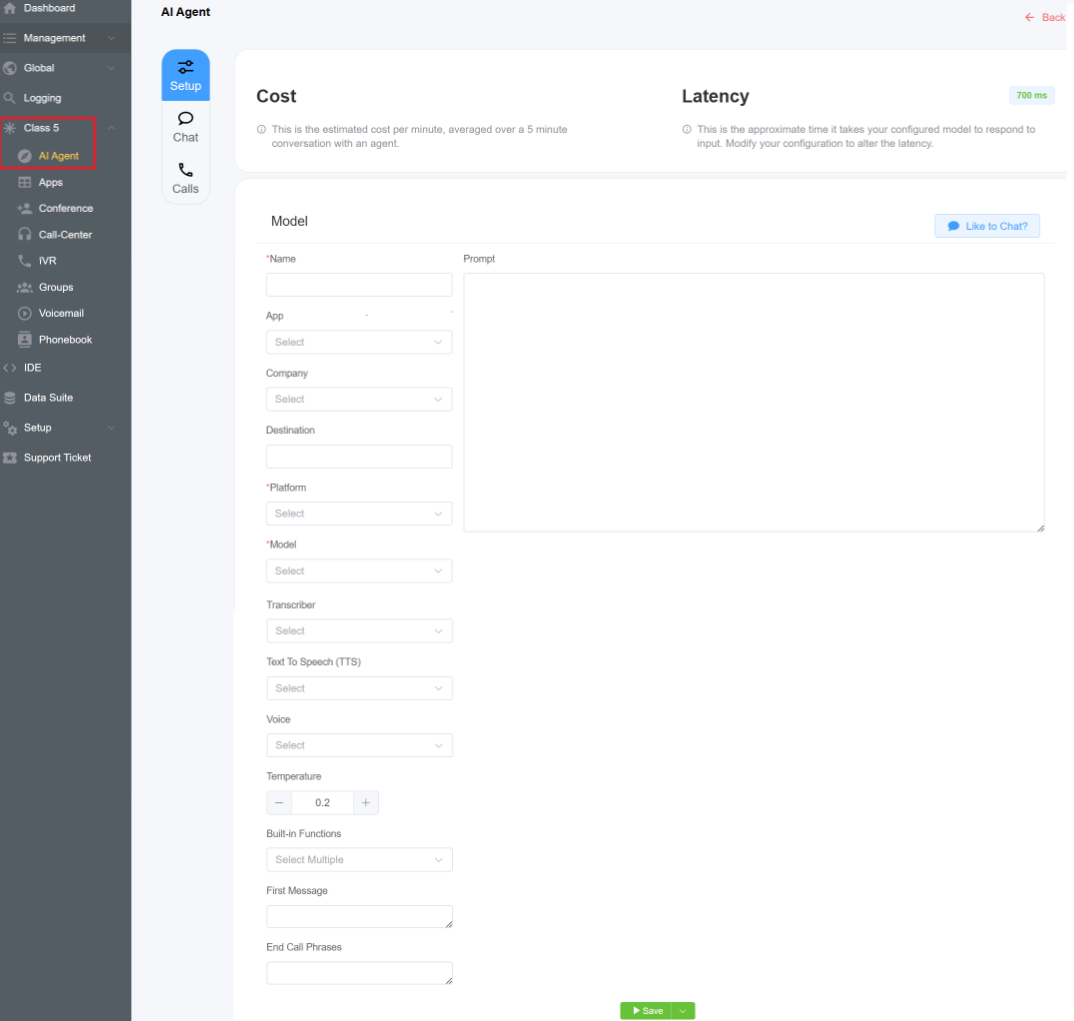 Dashboard
Management
Global
Logging
Class 5
AI Agent
Apps
Conference
Call-Center
IVR
Groups
Voicemail
Phonebook
IDE
Data Suite
Setup
Support Ticket
AI Agent
Back
Setup
Chat
Calls
Cost
This is the estimated cost per minute, averaged over a 5 minute
conversation with an agent.
Latency
700 ms
This is the approximate time it takes your configured model to respond to
input. Modify your configuration to alter the latency.
Model
Like to Chat?
*Name
Prompt
App
Select
Company
Select
Destination
*Platform
Select
*Model
Select
Transcriber
Select
Text To Speech (TTS)
Select
Voice
Select
Temperature
− 0.2 +
Built-in Functions
Select Multiple
First Message
End Call Phrases
Save